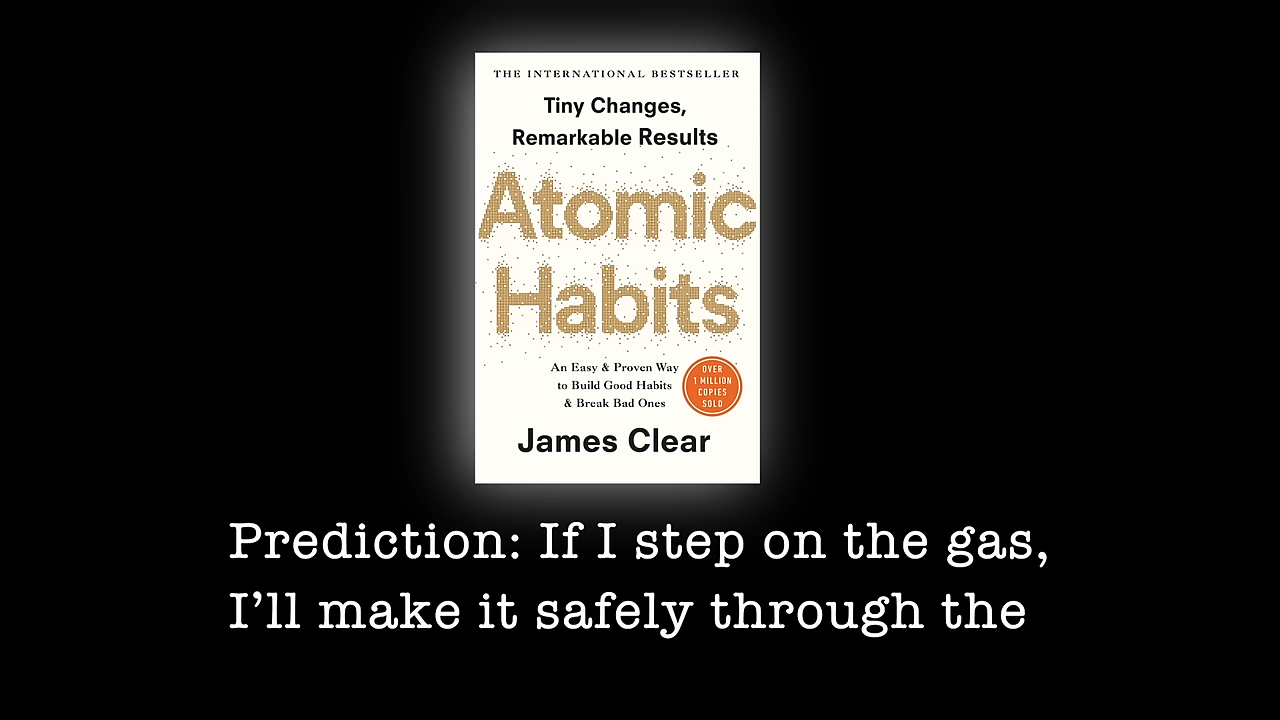 THE INTERNATIONAL BESTSELLER
Tiny Changes,
Remarkable Results
Atomic
Habits
An Easy & Proven Way
to Build Good Habits
& Break Bad Ones
OVER
1 MILLION
COPIES
SOLD
James Clear
Prediction: If I step on the gas,
I’ll make it safely through the